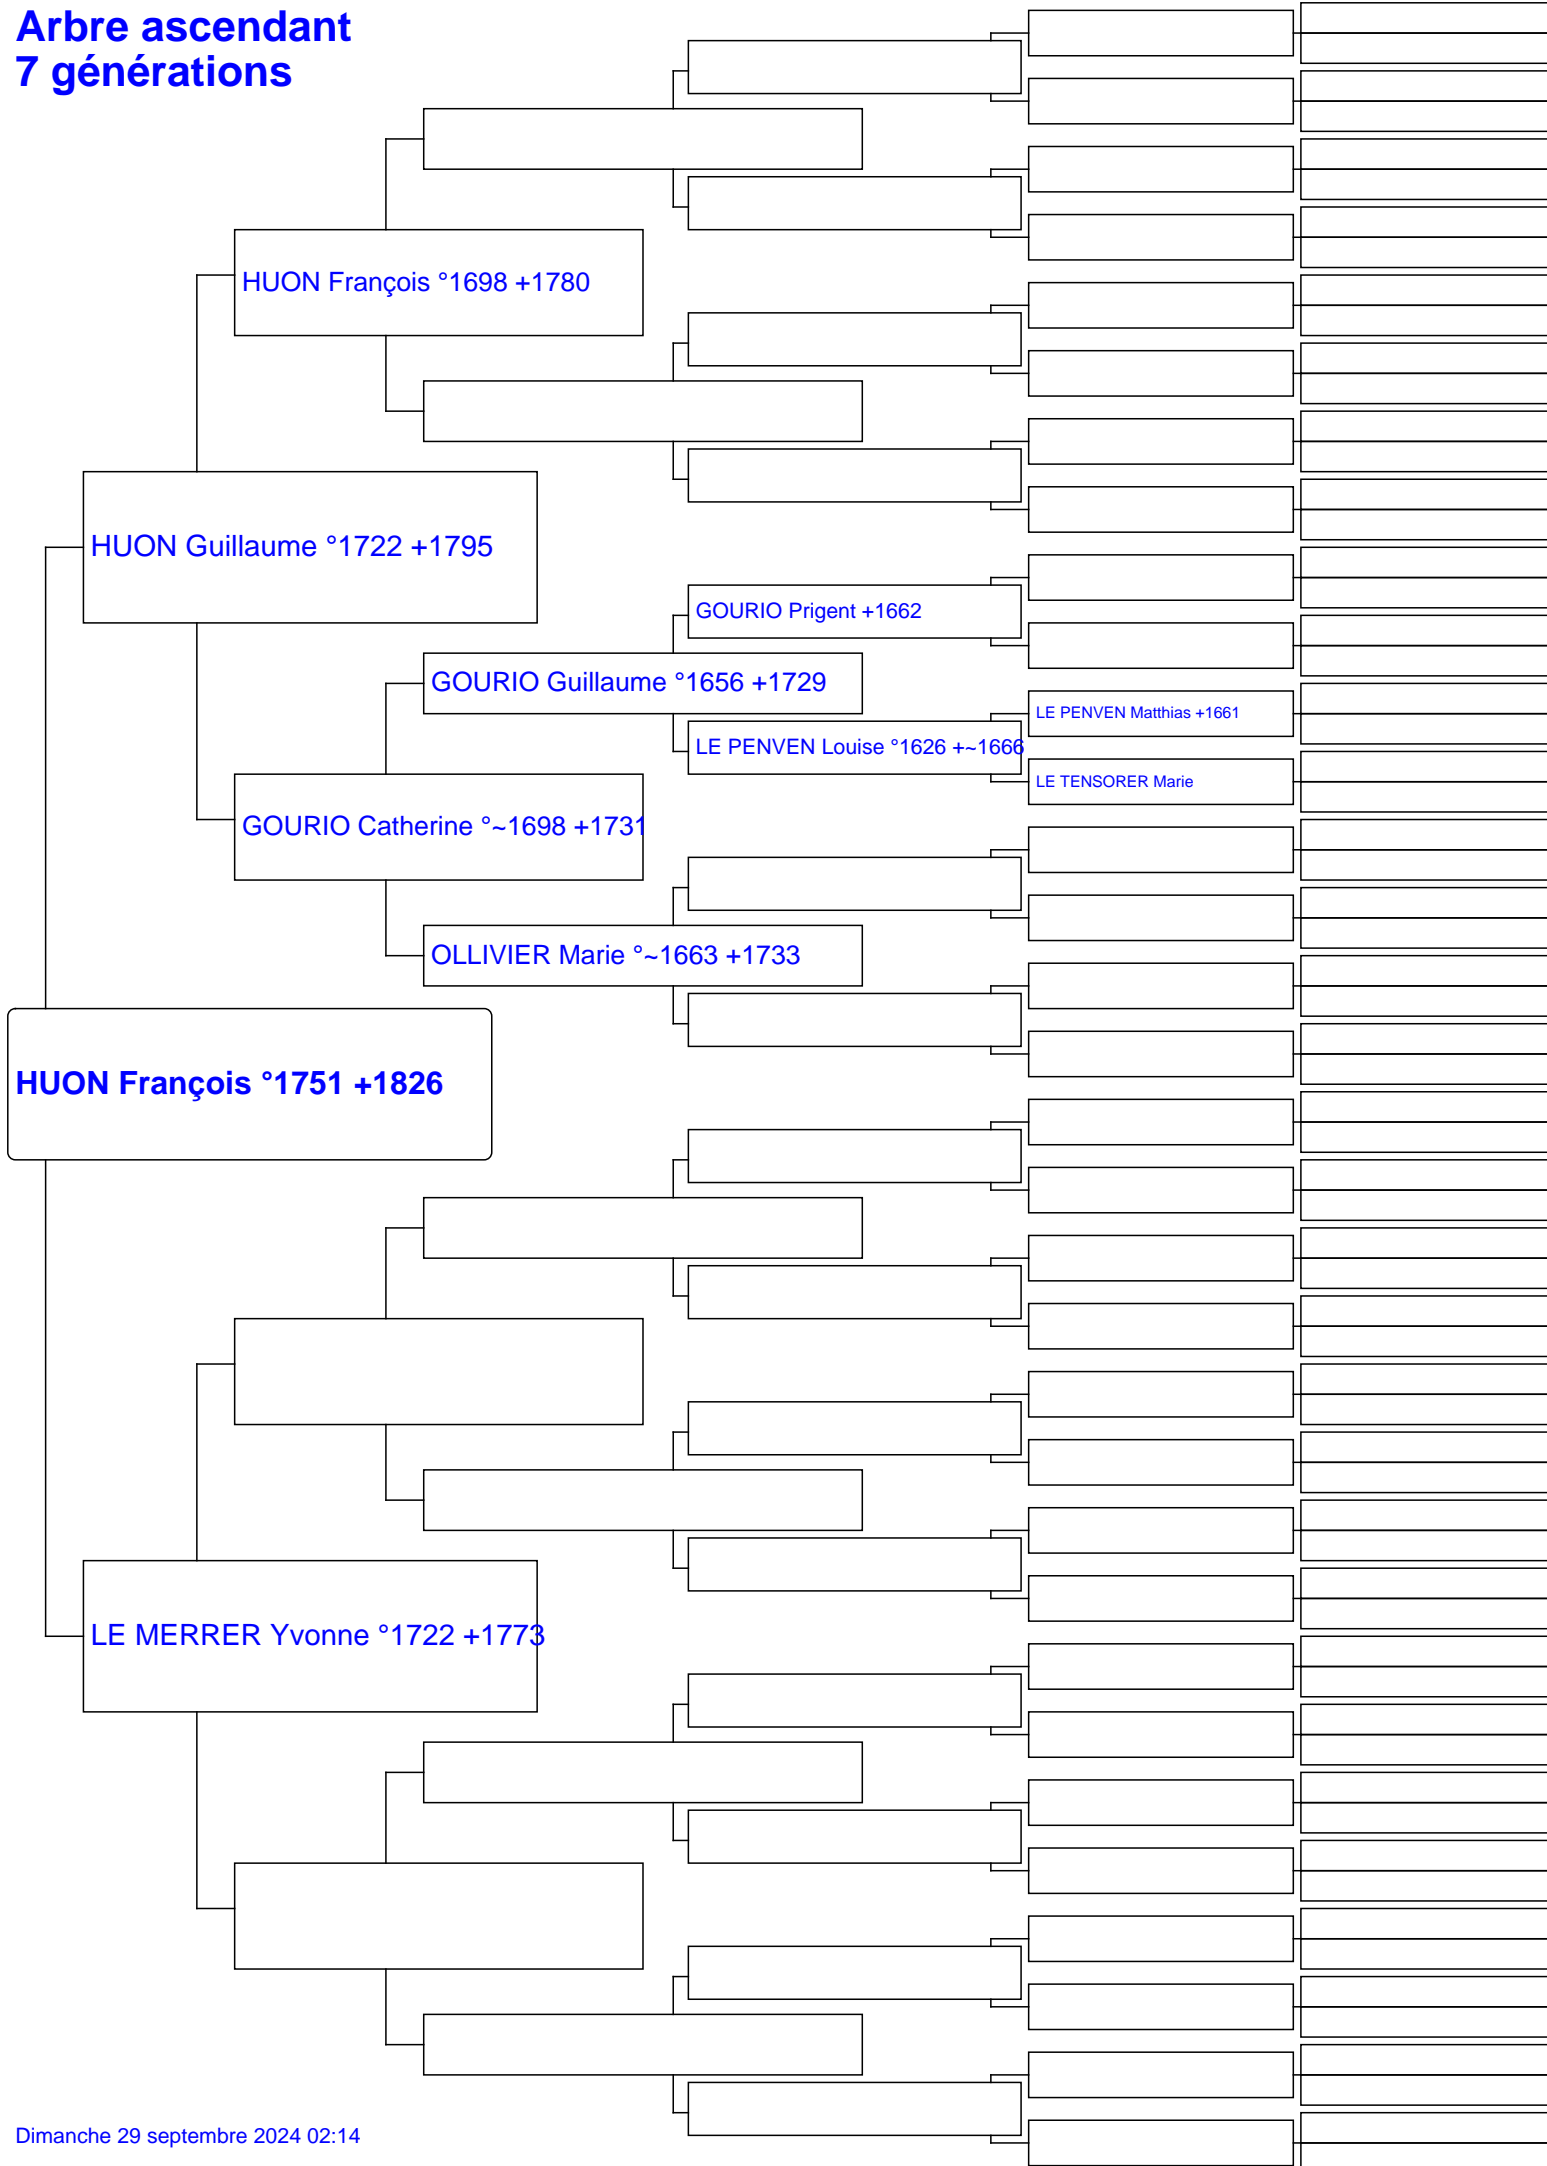 Arbre ascendant
7 générations
HUON François °1698 +1780
HUON Guillaume °1722 +1795
GOURIO Prigent +1662
GOURIO Guillaume °1656 +1729
LE PENVEN Matthias +1661
LE PENVEN Louise °1626 +~1666
LE TENSORER Marie
GOURIO Catherine °~1698 +1731
OLLIVIER Marie °~1663 +1733
HUON François °1751 +1826
LE MERRER Yvonne °1722 +1773
Dimanche 29 septembre 2024 02:14